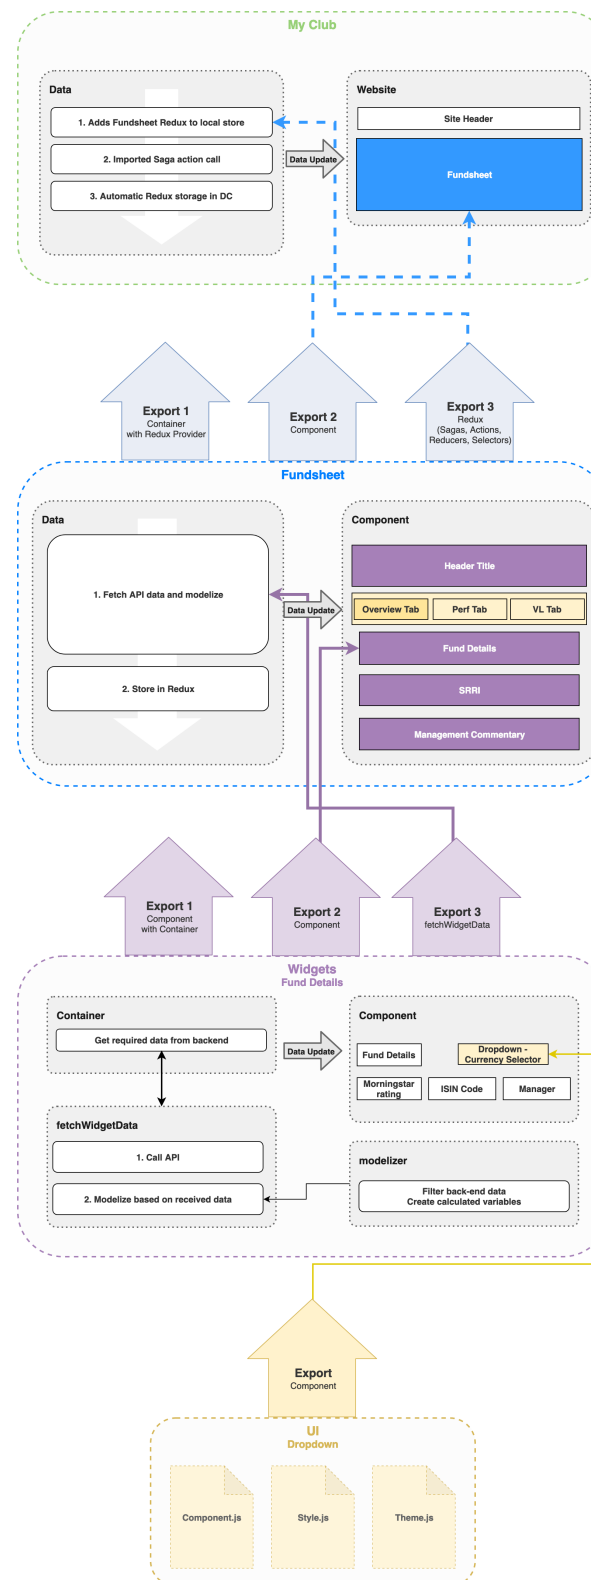 My Club
Data
1. Adds Fundsheet Redux to local store
2. Imported Saga action call
3. Automatic Redux storage in DC
Data Update
Website
Site Header
Fundsheet
Export 1
Container
with Redux Provider
Export 2
Component
Export 3
Redux
(Sagas, Actions,
Reducers, Selectors)
Fundsheet
Data
1. Fetch API data and modelize
2. Store in Redux
Data Update
Component
Header Title
Overview Tab
Perf Tab
VL Tab
Fund Details
SRRI
Management Commentary
Export 1
Component
with Container
Export 2
Component
Export 3
fetchWidgetData
Widgets
Fund Details
Container
Get required data from backend
Data Update
Component
Fund Details
Dropdown -
Currency Selector
Morningstar
rating
ISIN Code
Manager
fetchWidgetData
1. Call API
2. Modelize based on received data
modelizer
Filter back-end data
Create calculated variables
Export
Component
UI
Dropdown
Component.js
Style.js
Theme.js